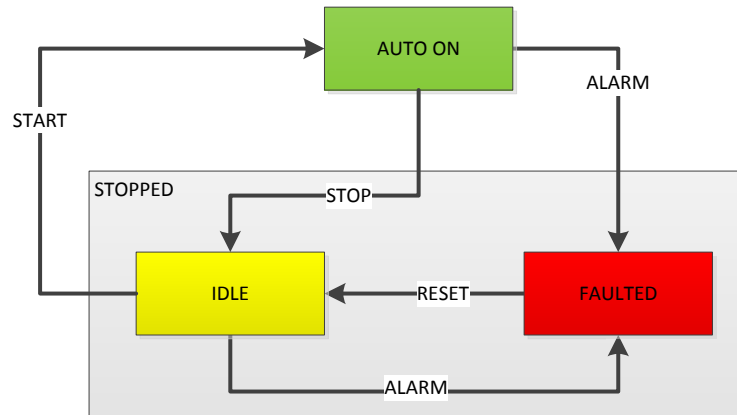 AUTO ON
ALARM
START
STOPPED
STOP
IDLE
RESET
FAULTED
ALARM